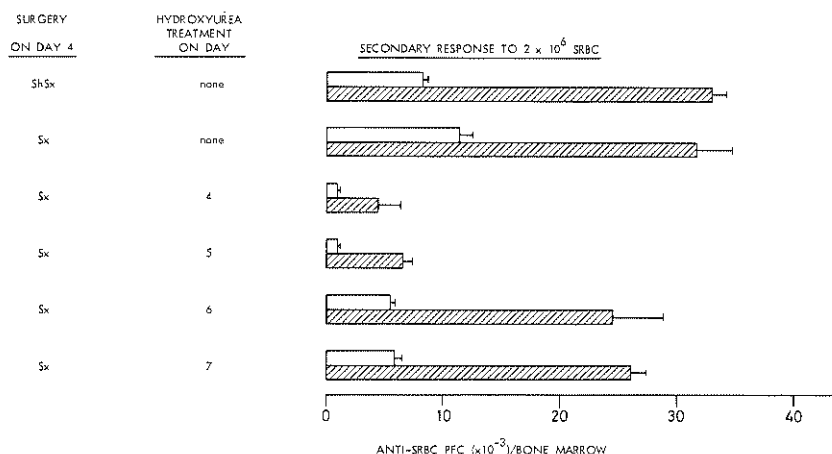 SURGERY
ON DAY 4
HYDROXYUREA
TREATMENT
ON DAY
SECONDARY RESPONSE TO 2 x 10⁶ SRBC
ShSx none
Sx none
Sx 4
Sx 5
Sx 6
Sx 7
0 10 20 30 40
ANTI-SRBC PFC (x10⁻³)/BONE MARROW